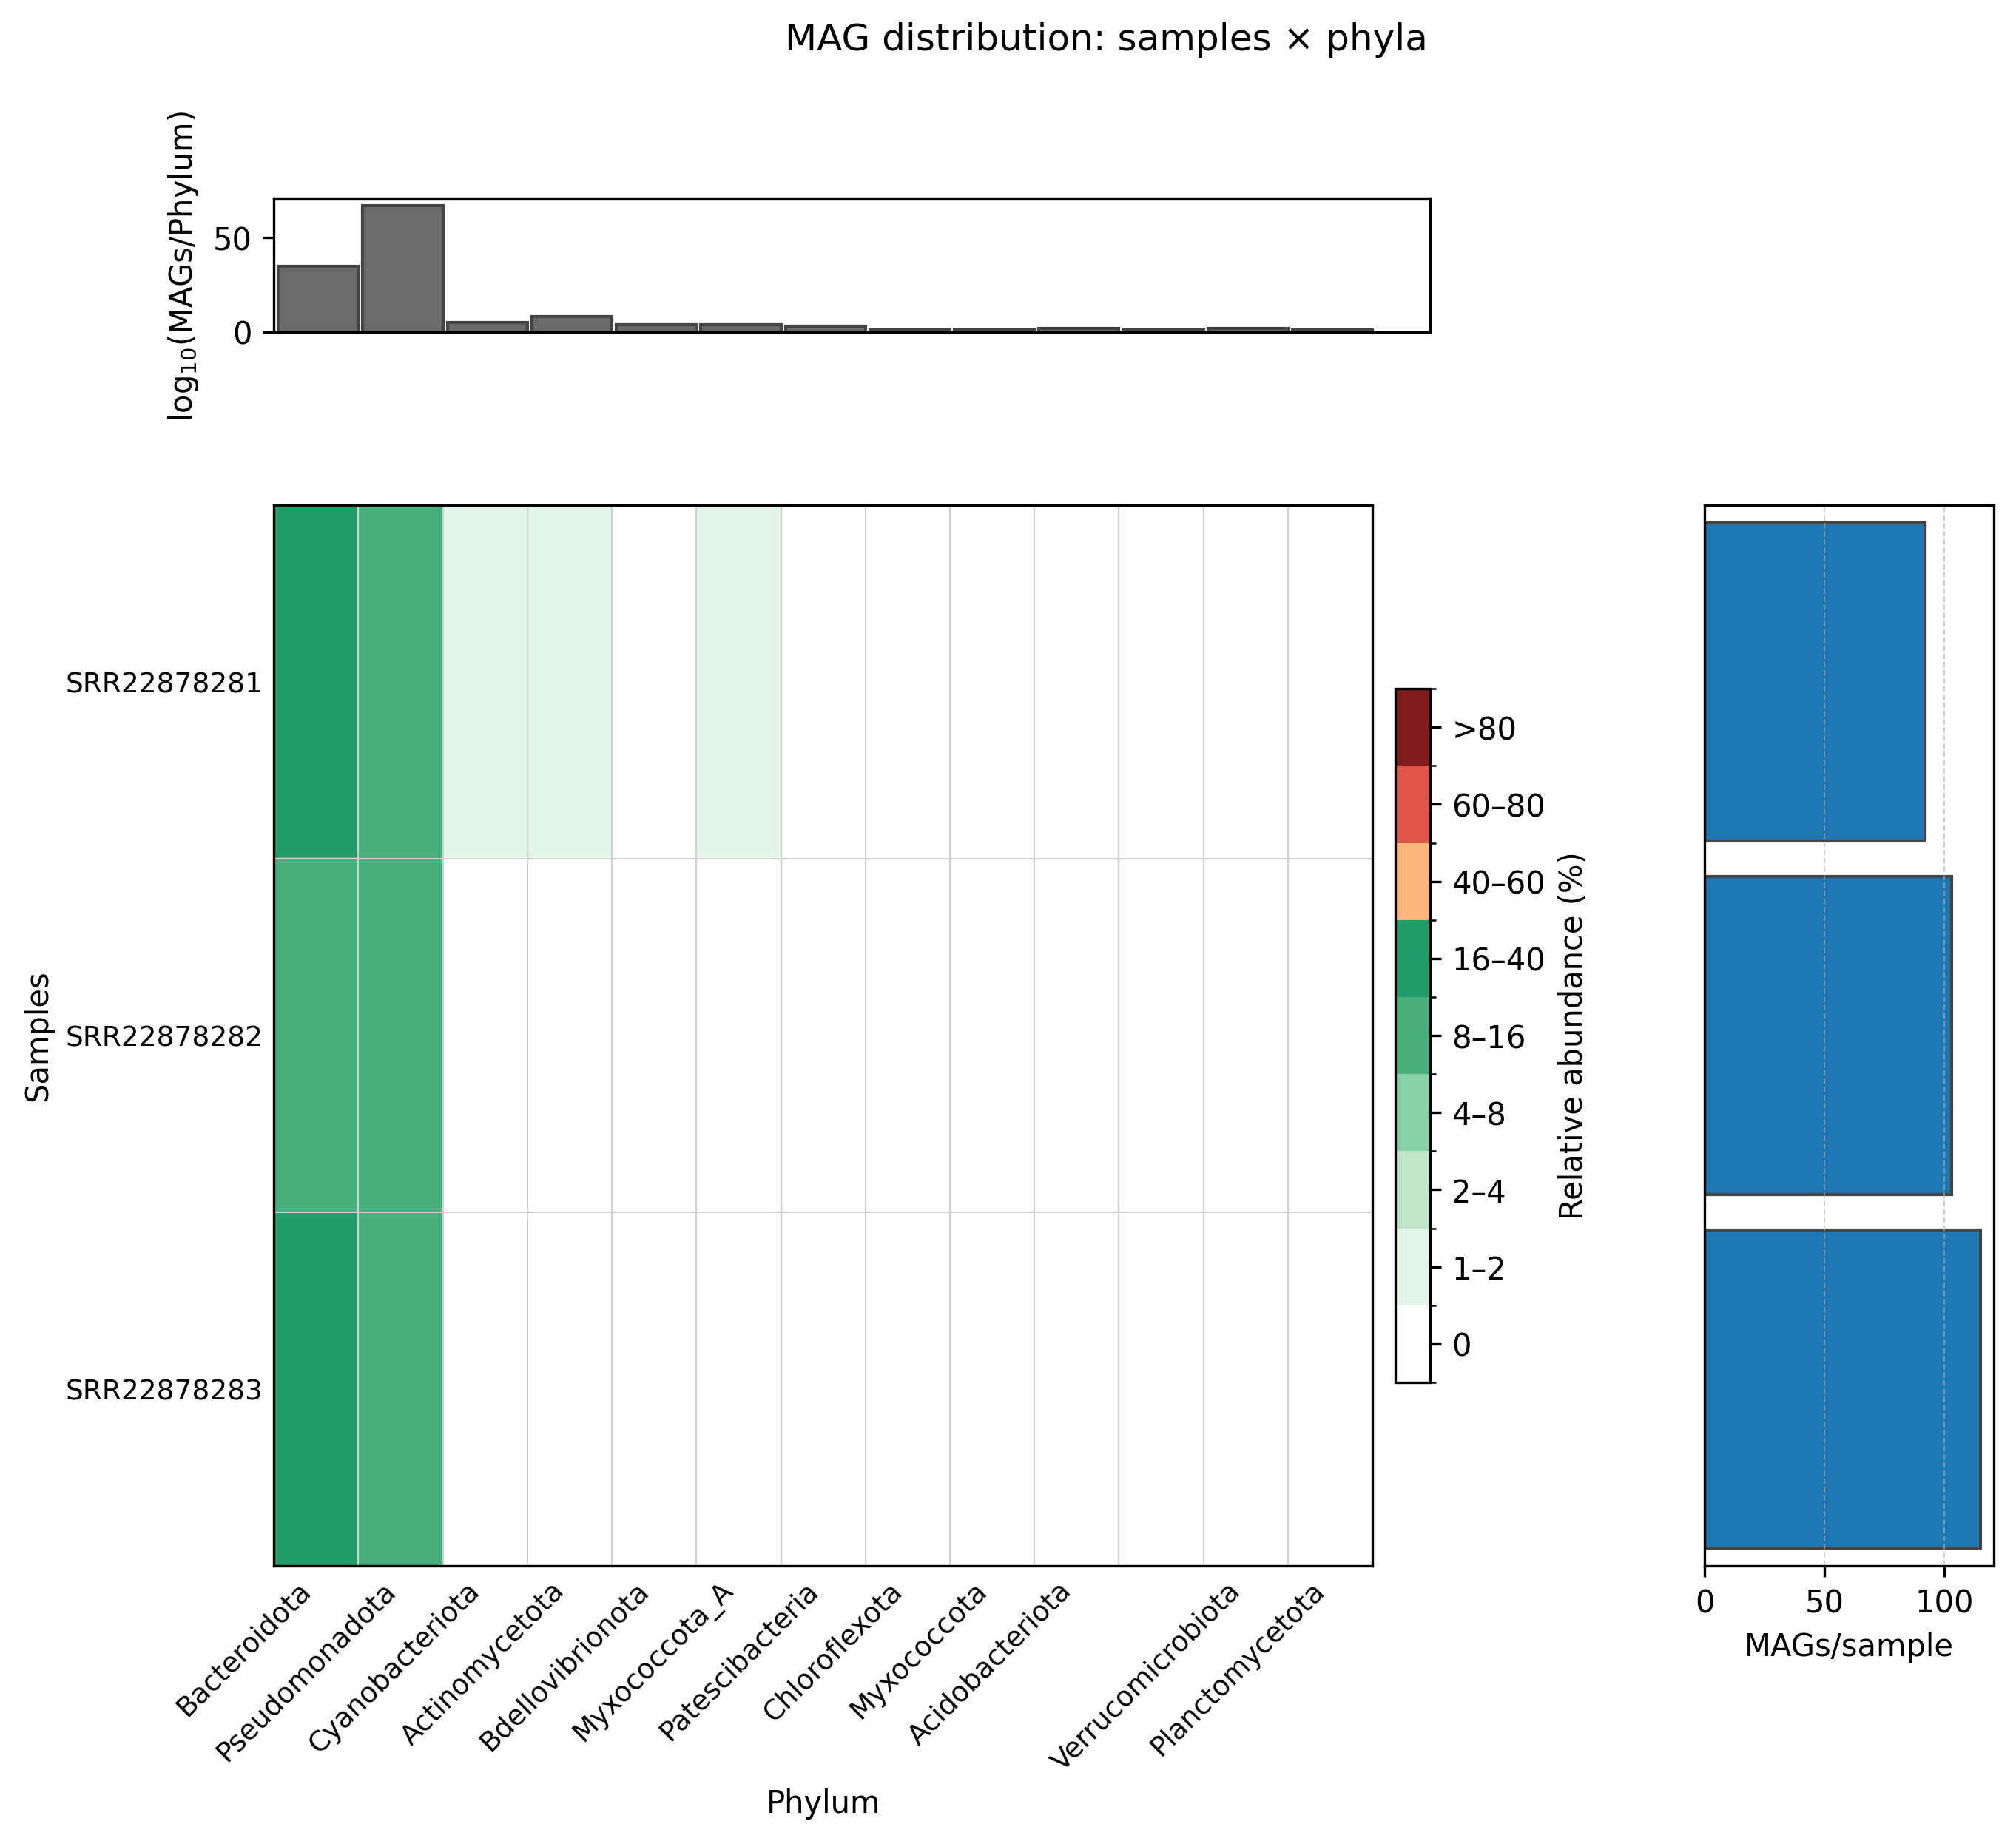 MAG distribution: samples × phyla
log₁₀(MAGs/Phylum)
50
0
Samples
SRR22878281
SRR22878282
SRR22878283
>80
60–80
40–60
16–40
8–16
4–8
2–4
1–2
0
Relative abundance (%)
0 50 100
MAGs/sample
Bacteroidota
Pseudomonadota
Cyanobacteriota
Actinomycetota
Bdellovibrionota
Myxococcota_A
Patescibacteria
Chloroflexota
Myxococcota
Acidobacteriota
Verrucomicrobiota
Planctomycetota
Phylum